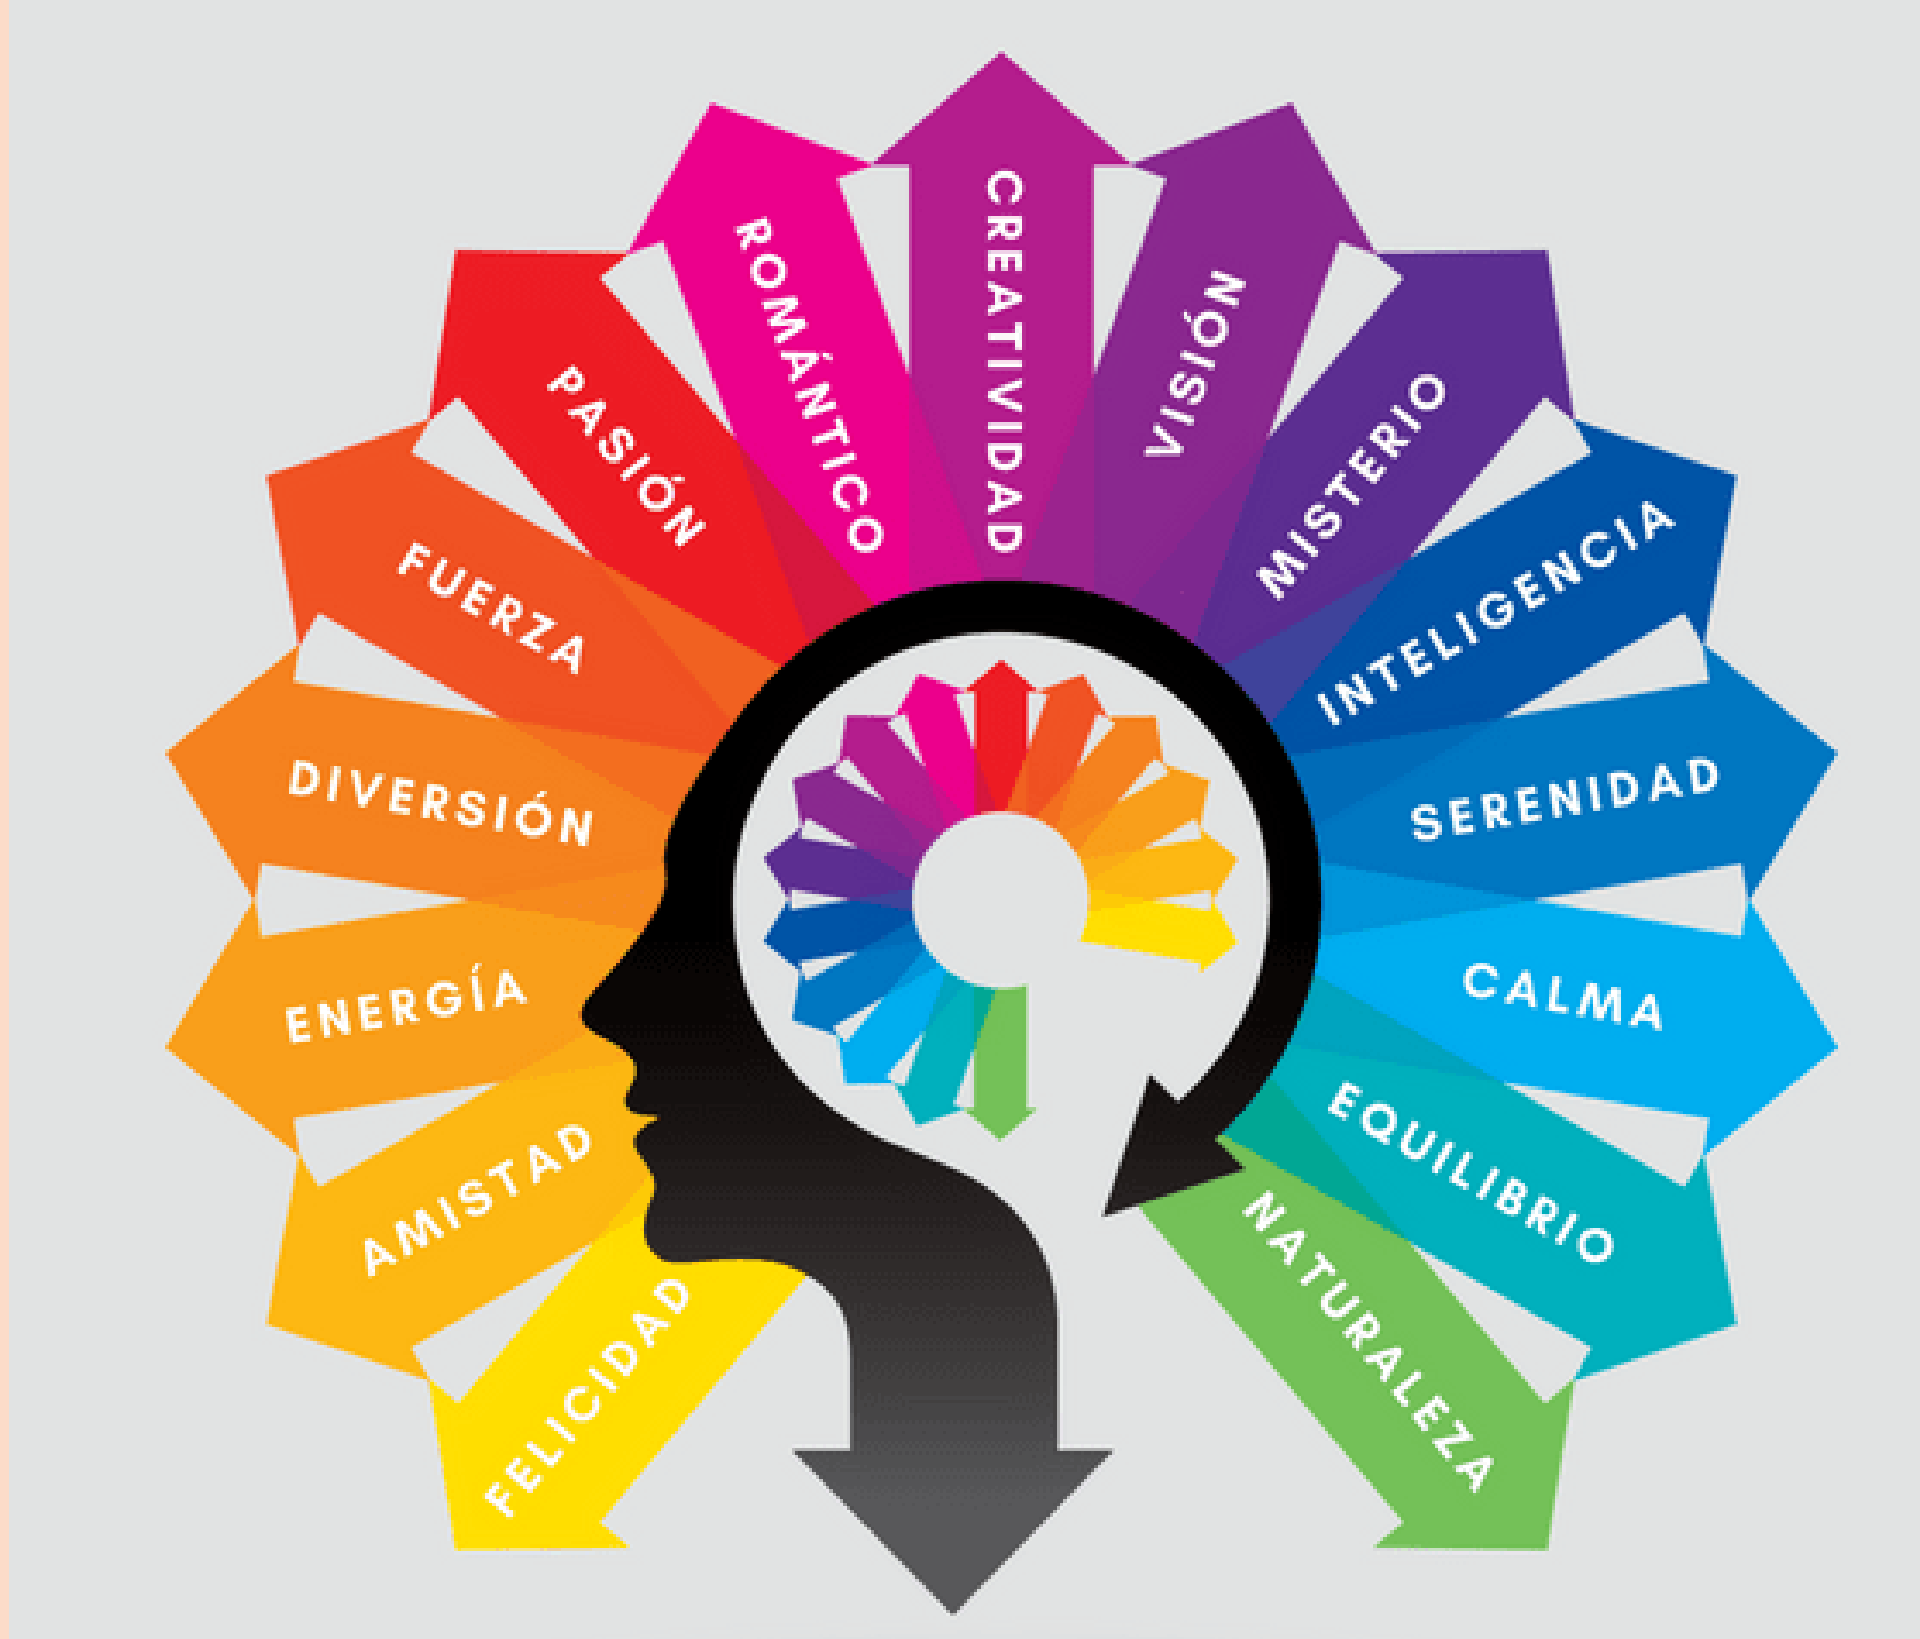 FELICIDAD
AMISTAD
ENERGÍA
DIVERSIÓN
FUERZA
PASIÓN
ROMÁNTICO
CREATIVIDAD
VISIÓN
MISTERIO
INTELIGENCIA
SERENIDAD
CALMA
EQUILIBRIO
NATURALEZA